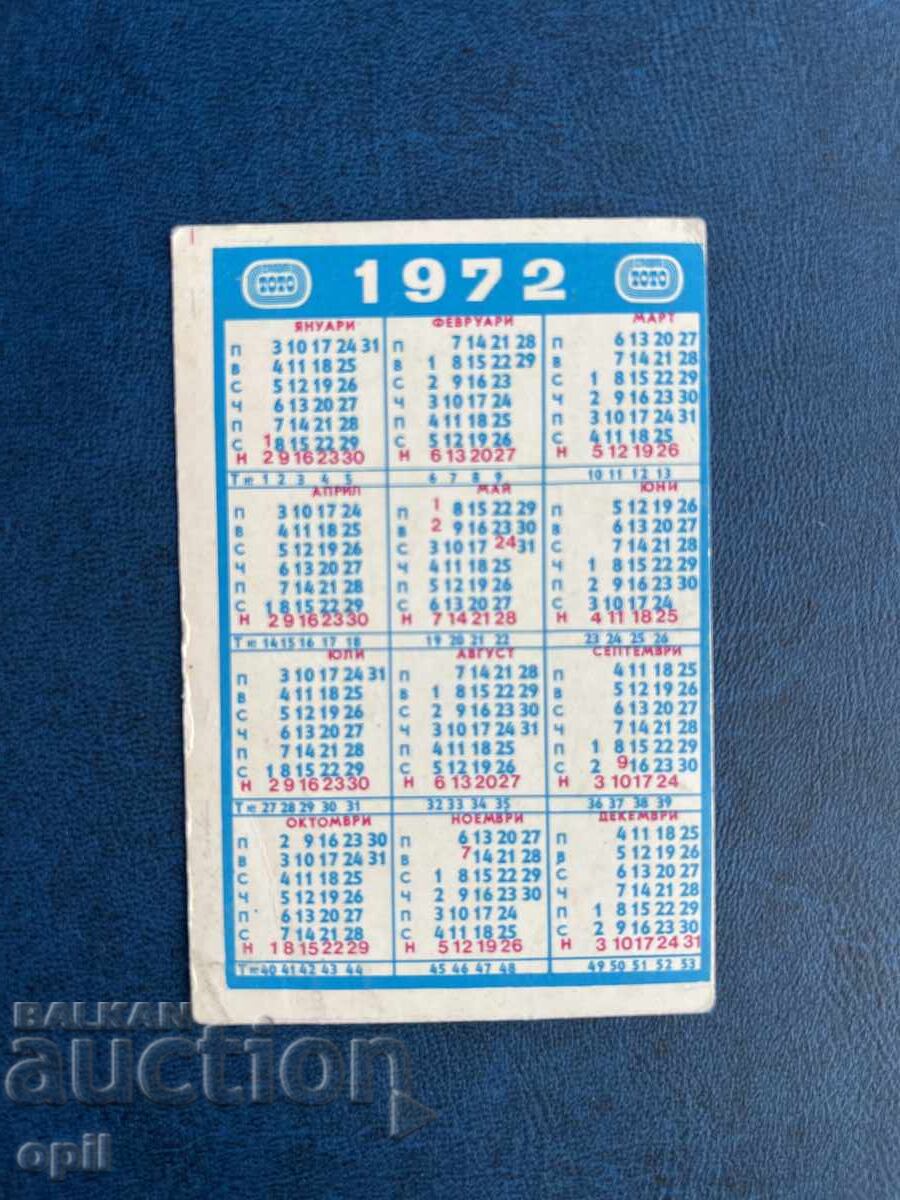 ТОТО 1972 ТОТО
ЯНУАРИ
П 3 10 17 24 31
В 4 11 18 25
С 5 12 19 26
Ч 6 13 20 27
П 7 14 21 28
С 1 8 15 22 29
Н 2 9 16 23 30
Т 1 2 3 4 5
ФЕВРУАРИ
П 7 14 21 28
В 1 8 15 22 29
С 2 9 16 23
Ч 3 10 17 24
П 4 11 18 25
С 5 12 19 26
Н 6 13 20 27
6 7 8 9
МАРТ
П 6 13 20 27
В 7 14 21 28
С 1 8 15 22 29
Ч 2 9 16 23 30
П 3 10 17 24 31
С 4 11 18 25
Н 5 12 19 26
10 11 12 13
АПРИЛ
П 3 10 17 24
В 4 11 18 25
С 5 12 19 26
Ч 6 13 20 27
П 7 14 21 28
С 1 8 15 22 29
Н 2 9 16 23 30
Т 14 15 16 17 18
МАЙ
П 1 8 15 22 29
В 2 9 16 23 30
С 3 10 17 24 31
Ч 4 11 18 25
П 5 12 19 26
С 6 13 20 27
Н 7 14 21 28
19 20 21 22
ЮНИ
П 5 12 19 26
В 6 13 20 27
С 7 14 21 28
Ч 1 8 15 22 29
П 2 9 16 23 30
С 3 10 17 24
Н 4 11 18 25
23 24 25 26
ЮЛИ
П 3 10 17 24 31
В 4 11 18 25
С 5 12 19 26
Ч 6 13 20 27
П 7 14 21 28
С 1 8 15 22 29
Н 2 9 16 23 30
Т 27 28 29 30 31
АВГУСТ
П 7 14 21 28
В 1 8 15 22 29
С 2 9 16 23 30
Ч 3 10 17 24 31
П 4 11 18 25
С 5 12 19 26
Н 6 13 20 27
32 33 34 35
СЕПТЕМВРИ
П 4 11 18 25
В 5 12 19 26
С 6 13 20 27
Ч 7 14 21 28
П 1 8 15 22 29
С 2 9 16 23 30
Н 3 10 17 24
36 37 38 39
ОКТОМВРИ
П 2 9 16 23 30
В 3 10 17 24 31
С 4 11 18 25
Ч 5 12 19 26
П 6 13 20 27
С 7 14 21 28
Н 1 8 15 22 29
Т 40 41 42 43 44
НОЕМВРИ
П 6 13 20 27
В 7 14 21 28
С 1 8 15 22 29
Ч 2 9 16 23 30
П 3 10 17 24
С 4 11 18 25
Н 5 12 19 26
45 46 47 48
ДЕКЕМВРИ
П 4 11 18 25
В 5 12 19 26
С 6 13 20 27
Ч 7 14 21 28
П 1 8 15 22 29
С 2 9 16 23 30
Н 3 10 17 24 31
49 50 51 52 53
BALKAN
auction
opil